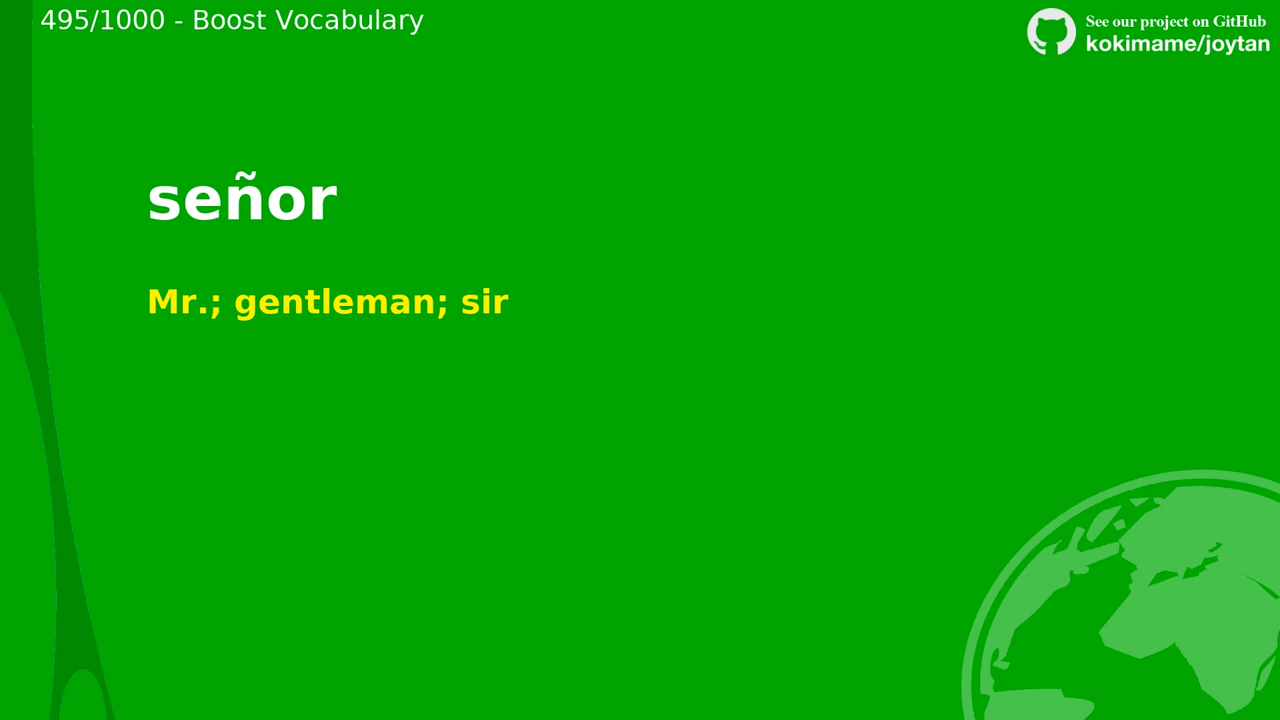 495/1000 - Boost Vocabulary
See our project on GitHub
kokimame/joytan
señor
Mr.; gentleman; sir